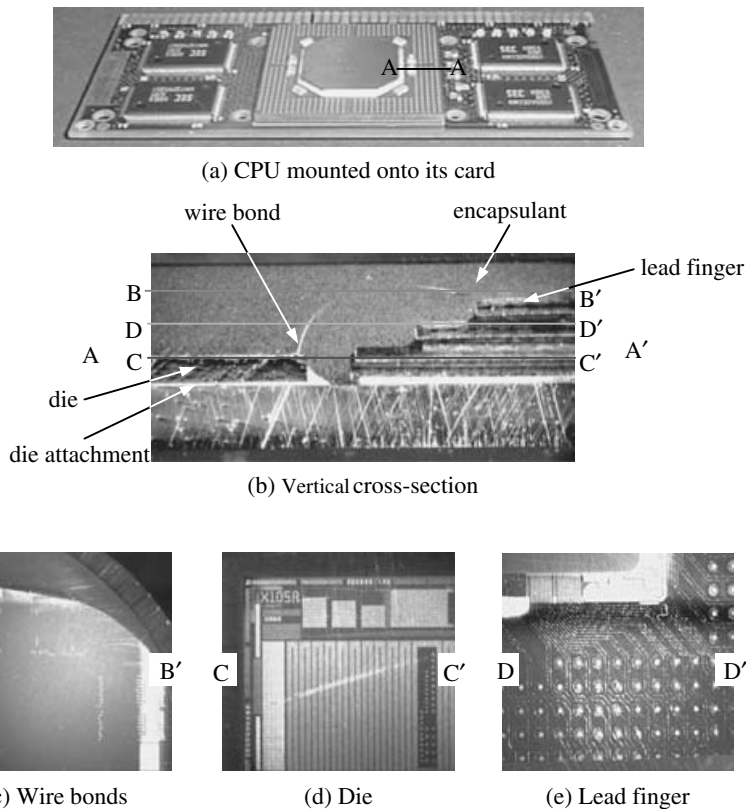 A A
(a) CPU mounted onto its card
wire bond
encapsulant
lead finger
B
B′
D
D′
A
A′
C
C′
die
die attachment
(b) Vertical cross-section
X105R
B′
C
C′
D
D′
) Wire bonds
(d) Die
(e) Lead finger